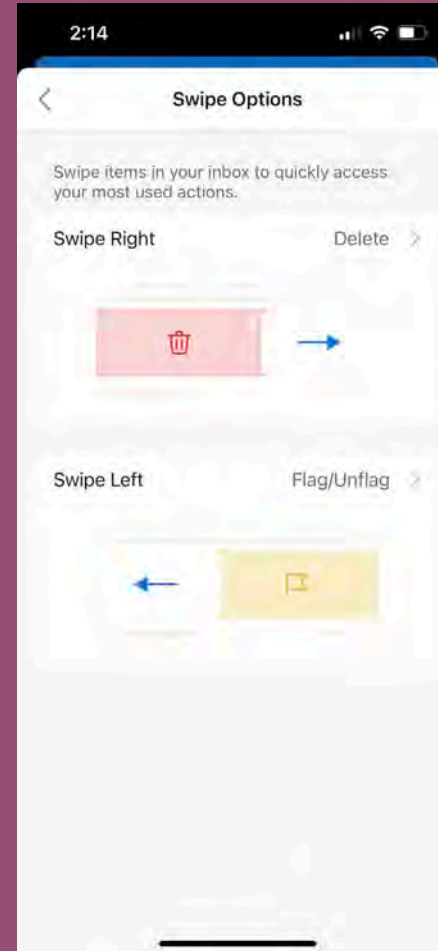 2:14
Swipe Options
Swipe items in your inbox to quickly access
your most used actions.
Swipe Right
Delete
Swipe Left
Flag/Unflag